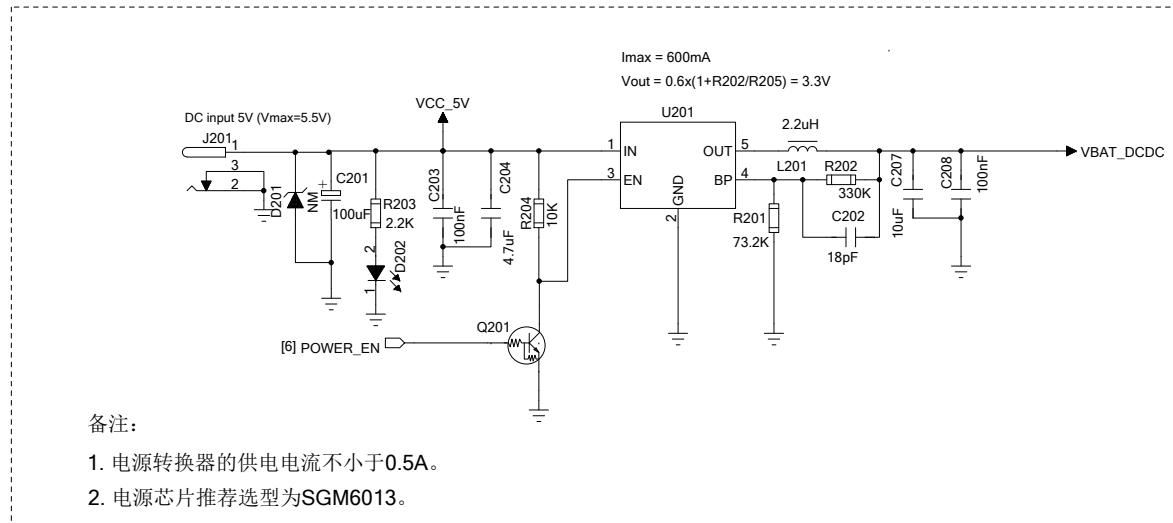 Imax = 600mA
Vout = 0.6x(1+R202/R205) = 3.3V
VCC_5V
U201
DC input 5V (Vmax=5.5V)
2.2uH
J201
1
1
IN
OUT
5
VBAT_DCDC
3
3
EN
BP
4
L201
R202
C207
C208
100nF
2
D201
NM
+
C201
100uF
R203
2.2K
C203
100nF
C204
4.7uF
R204
10K
GND
2
330K
R201
73.2K
C202
18pF
10uF
2
D202
1
Q201
[6] POWER_EN
备注：
1. 电源转换器的供电电流不小于0.5A。
2. 电源芯片推荐选型为SGM6013。